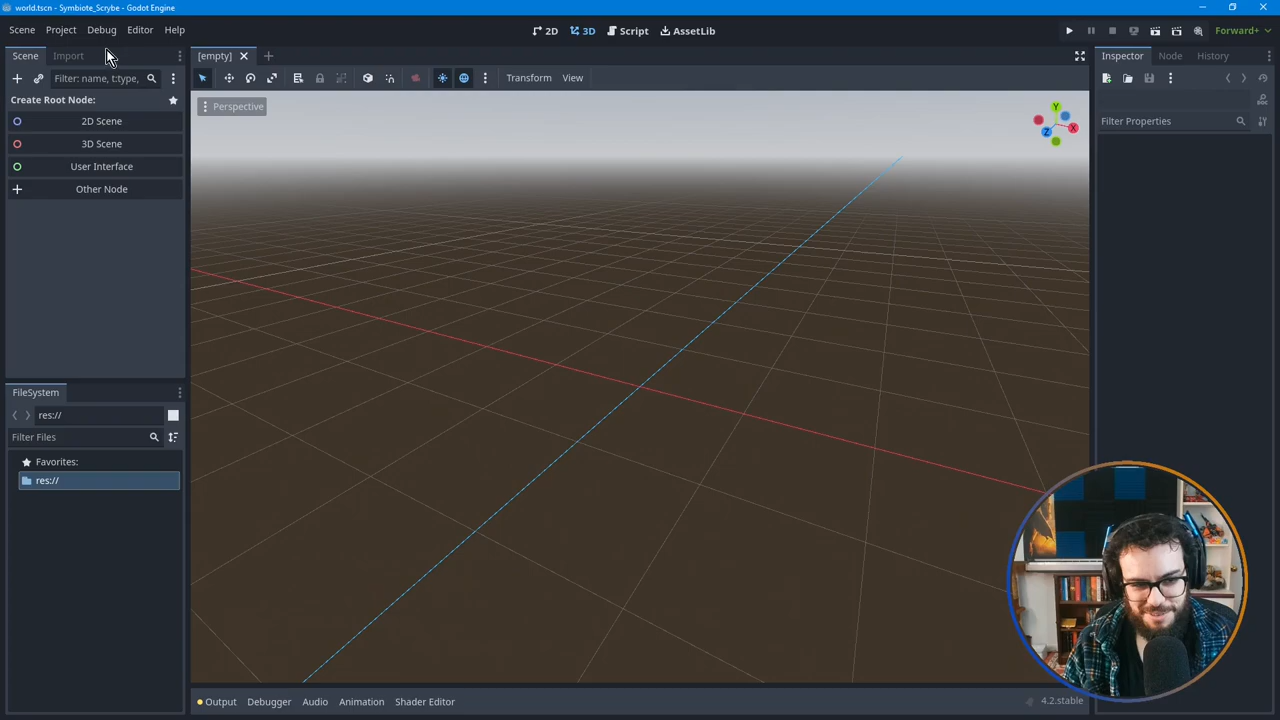 world.tscn - Symbiote_Scrybe - Godot Engine
Scene Project Debug Editor Help
2D 3D Script AssetLib
Forward+
Scene Import
[empty]
Inspector Node History
Filter: name, t:type,
Transform View
Create Root Node:
Perspective
Y
X
Z
2D Scene
Filter Properties
3D Scene
User Interface
Other Node
FileSystem
res://
Filter Files
Favorites:
res://
Output Debugger Audio Animation Shader Editor
4.2.stable